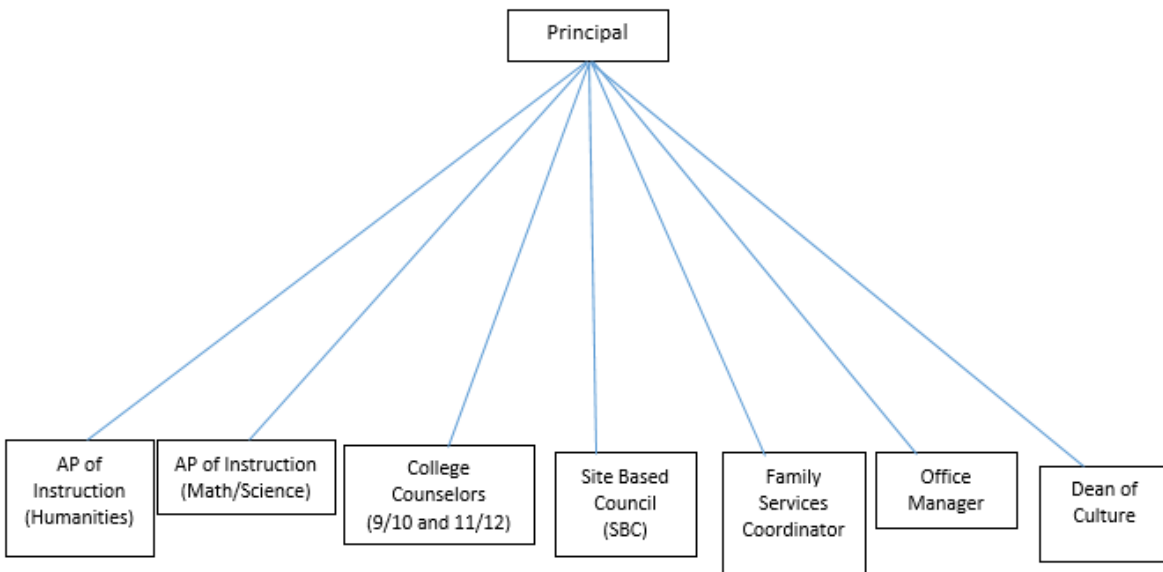 Principal
AP of
Instruction
(Humanities)
AP of Instruction
(Math/Science)
College
Counselors
(9/10 and 11/12)
Site Based
Council
(SBC)
Family
Services
Coordinator
Office
Manager
Dean of
Culture